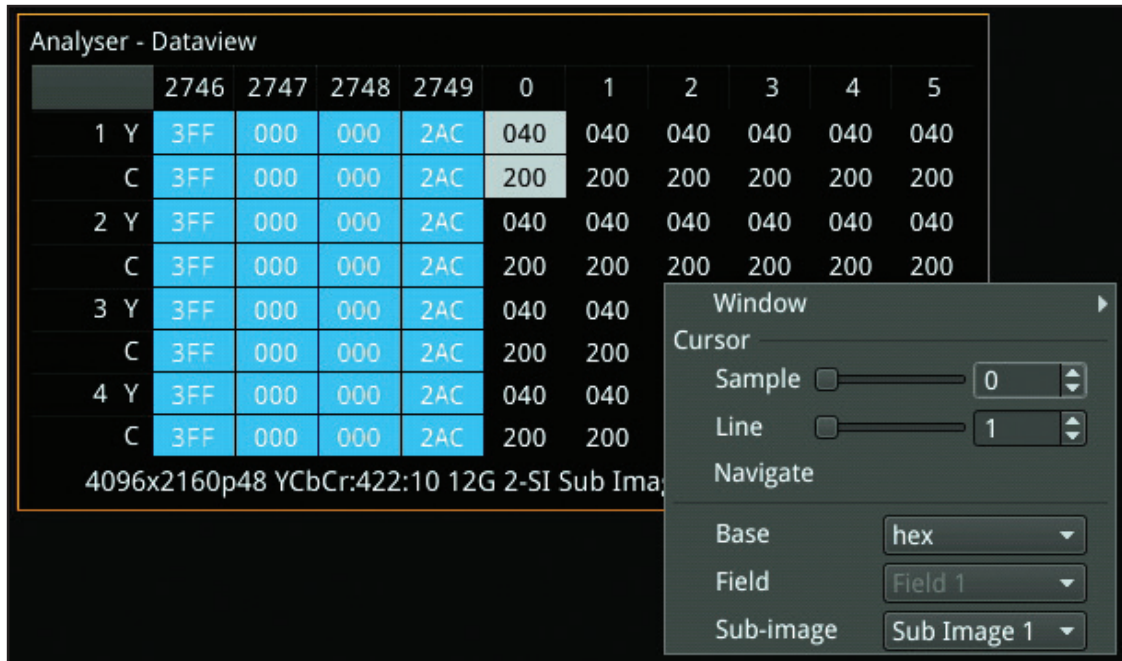 Analyser - Dataview
2746 2747 2748 2749 0 1 2 3 4 5
1 Y 3FF 000 000 2AC 040 040 040 040 040 040
C 3FF 000 000 2AC 200 200 200 200 200 200
2 Y 3FF 000 000 2AC 040 040 040 040 040 040
C 3FF 000 000 2AC 200 200 200 200 200 200
3 Y 3FF 000 000 2AC 040 040
C 3FF 000 000 2AC 200 200
4 Y 3FF 000 000 2AC 040 040
C 3FF 000 000 2AC 200 200
4096x2160p48 YCbCr:422:10 12G 2-SI Sub
Window
Cursor
Sample 0
Line 1
Navigate
Base hex
Field Field 1
Sub-image Sub Image 1